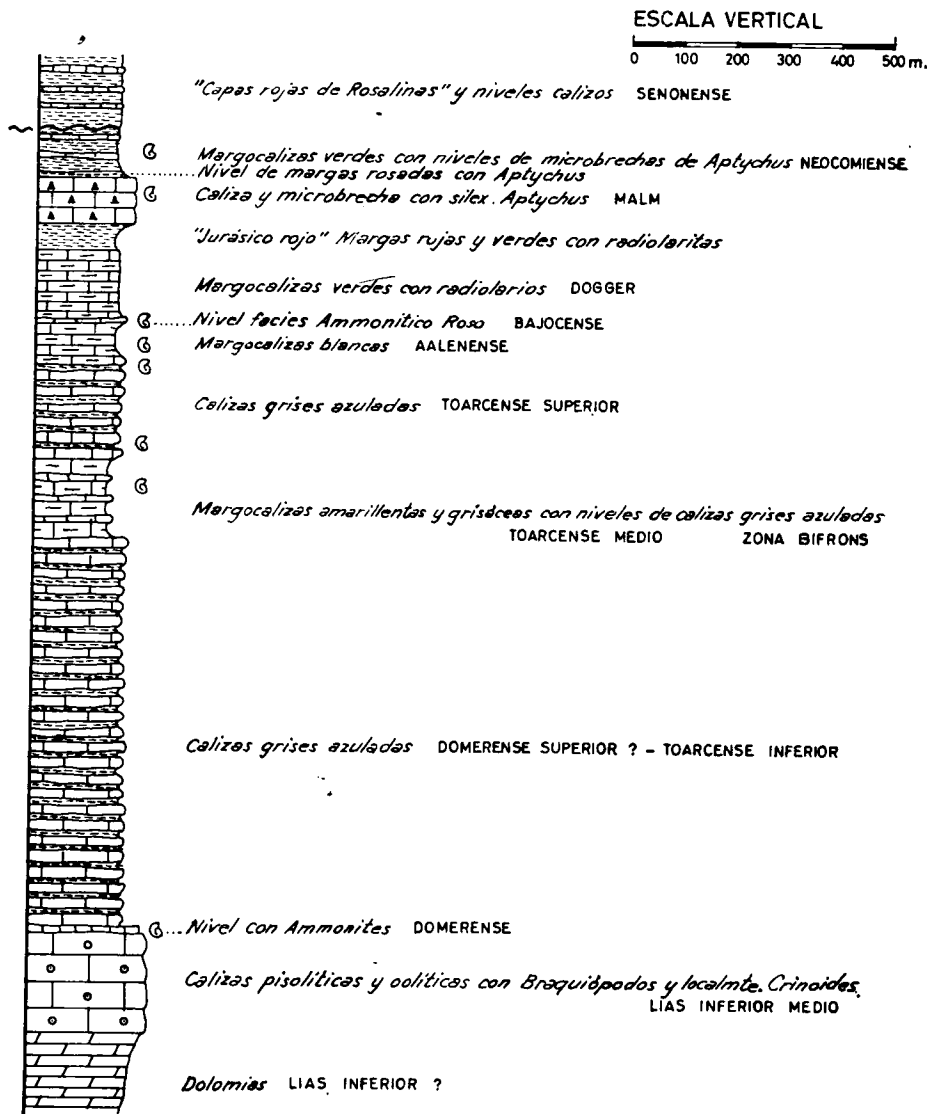 ESCALA VERTICAL
0 100 200 300 400 500 m.
"Capas rojas de Rosalinas" y niveles calizos SENONENSE
Margocalizas verdes con niveles de microbrechas de Aptychus NEOCOMIENSE
Nivel de margas rosadas con Aptychus
Caliza y microbrecha con silex. Aptychus MALM
"Jurásico rojo" Margas rujas y verdes con radiolaritas
Margocalizas verdes con radiolarios DOGGER
Nivel facies Ammonitico Roso BAJOCENSE
Margocalizas blancas AALENENSE
Calizas grises azuladas TOARCENSE SUPERIOR
Margocalizas amarillentas y grisáceas con niveles de calizas grises azuladas
TOARCENSE MEDIO ZONA BIFRONS
Calizas grises azuladas DOMERENSE SUPERIOR ? - TOARCENSE INFERIOR
Nivel con Ammonites DOMERENSE
Calizas pisolíticas y oolíticas con Braquiópodos y localmte. Crinoides.
LIAS INFERIOR MEDIO
Dolomias LIAS INFERIOR ?